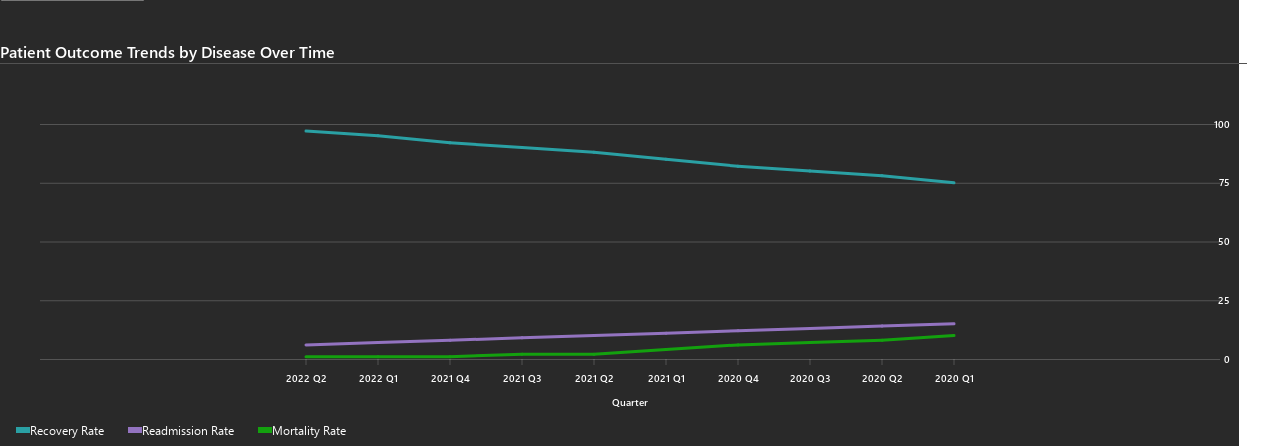 Patient Outcome Trends by Disease Over Time
100
75
50
25
0
2022 Q2 2022 Q1 2021 Q4 2021 Q3 2021 Q2 2021 Q1 2020 Q4 2020 Q3 2020 Q2 2020 Q1
Quarter
Recovery Rate Readmission Rate Mortality Rate